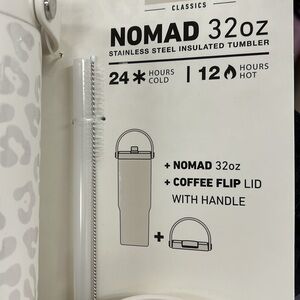 CLASSICS
NOMAD 32oz
STAINLESS STEEL INSULATED TUMBLER
24 HOURS COLD | 12 HOURS HOT
+ NOMAD 32oz
+ COFFEE FLIP LID
WITH HANDLE
+